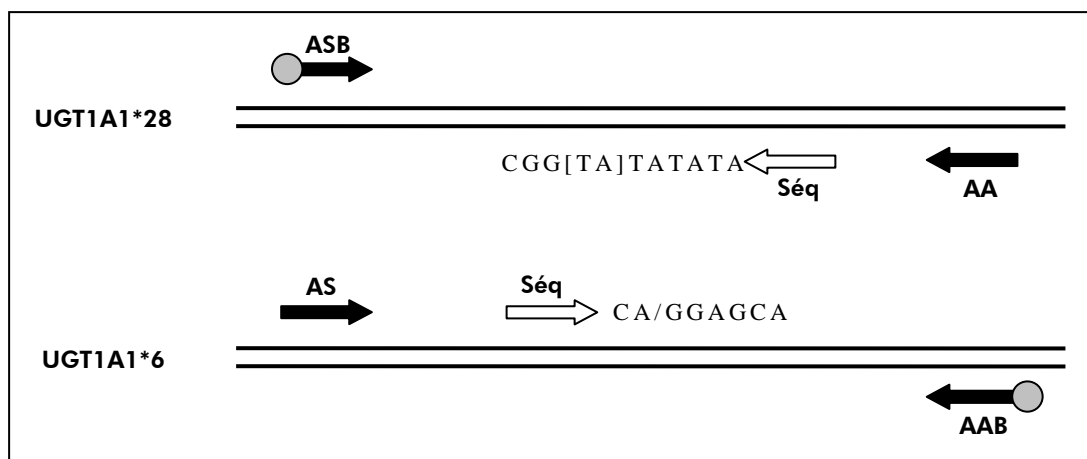 ASB
UGT1A1*28
CGG[TA]TATATA
Séq
AA
AS
Séq
CA/GGAGCA
UGT1A1*6
AAB